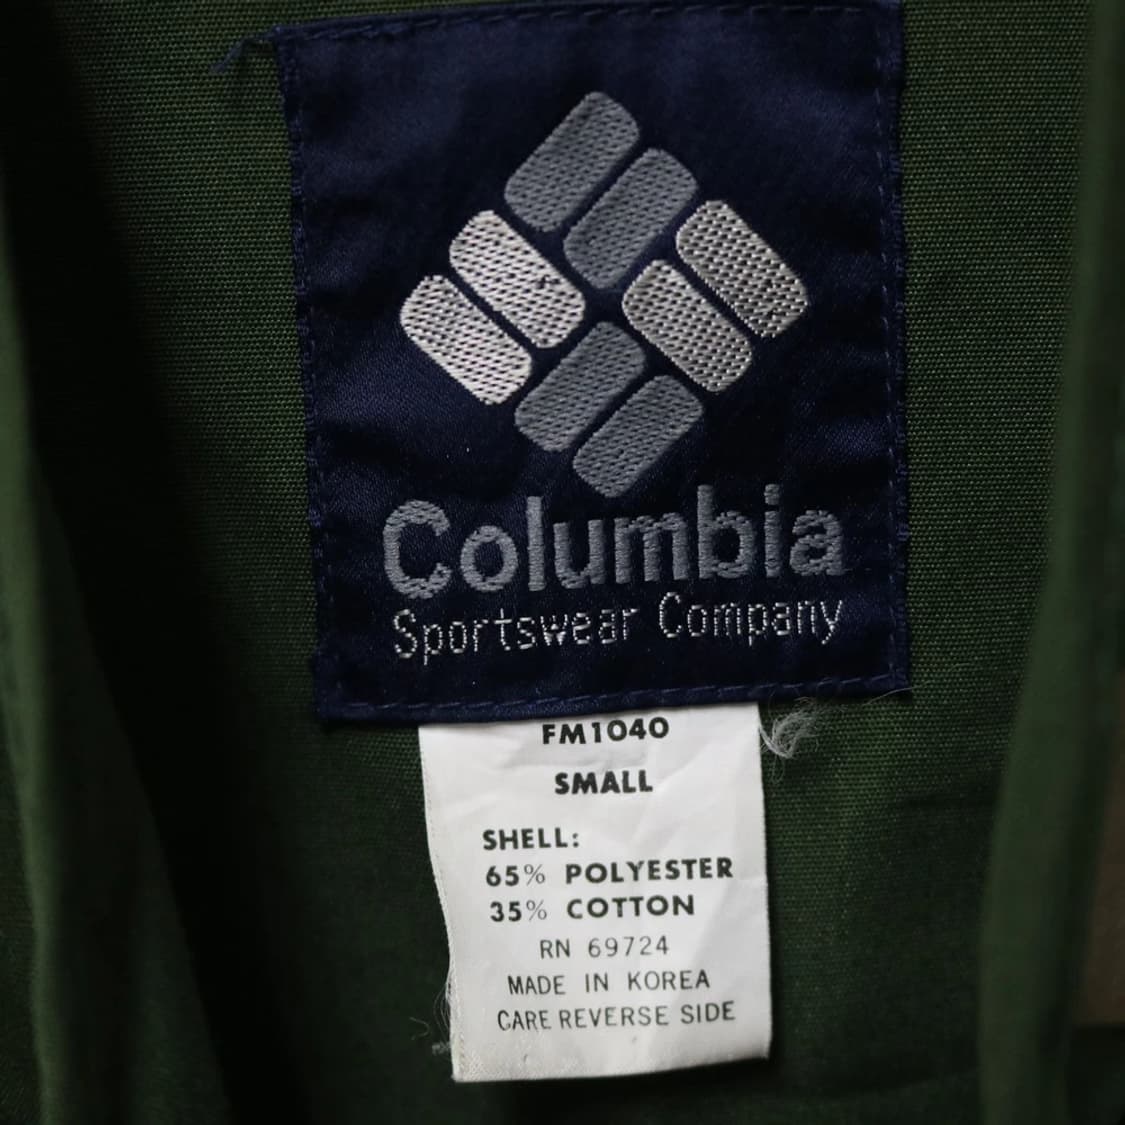 Columbia
Sportswear Company
FM1040
SMALL
SHELL:
65% POLYESTER
35% COTTON
RN 69724
MADE IN KOREA
CARE REVERSE SIDE